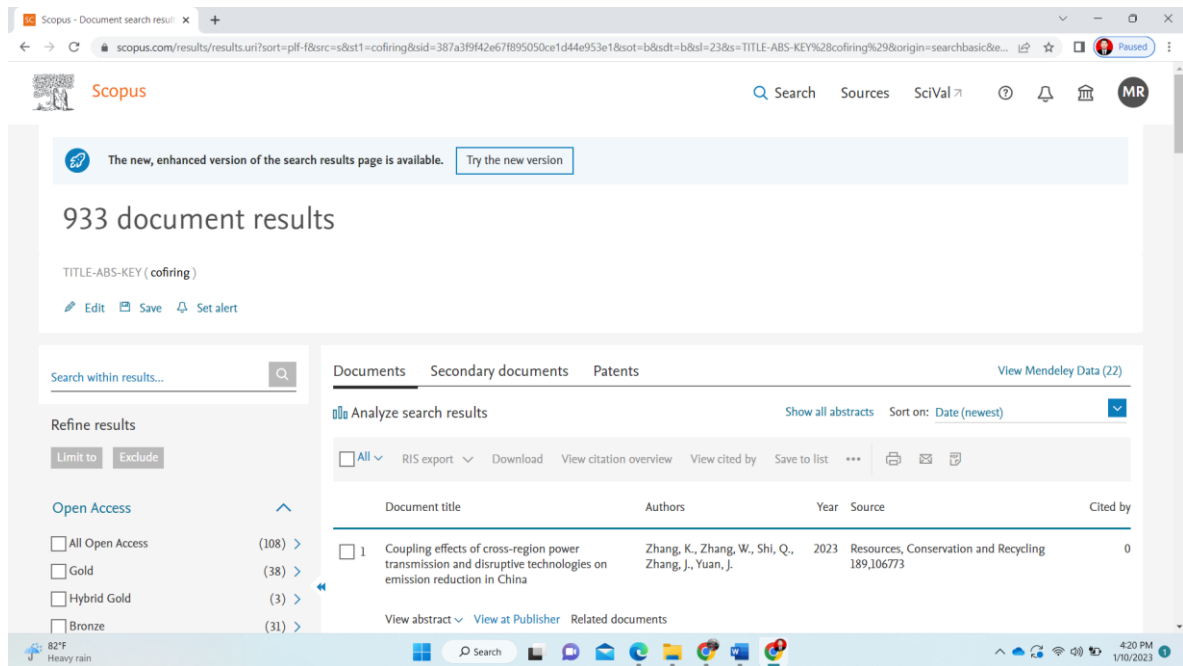 Scopus - Document search result
scopus.com/results/results.uri?sort=plf-f&src=s&st1=cofiring&sid=387a3f9f42e67f895050ce1d44e953e1&sot=b&sdt=b&sl=23&s=TITLE-ABS-KEY%28cofiring%29&origin=searchbasic&e...
Paused
Scopus
Search Sources SciVal
MR
The new, enhanced version of the search results page is available. Try the new version
933 document results
TITLE-ABS-KEY ( cofiring )
Edit Save Set alert
Search within results...
Refine results
Limit to Exclude
Open Access
All Open Access (108)
Gold (38)
Hybrid Gold (3)
Bronze (31)
Documents Secondary documents Patents View Mendeley Data (22)
Analyze search results Show all abstracts Sort on: Date (newest)
All RIS export Download View citation overview View cited by Save to list
Document title Authors Year Source Cited by
1 Coupling effects of cross-region power Zhang, K., Zhang, W., Shi, Q., 2023 Resources, Conservation and Recycling 0
transmission and disruptive technologies on Zhang, J., Yuan, J. 189,106773
emission reduction in China
View abstract View at Publisher Related documents
82°F
Heavy rain
Search
4:20 PM
1/10/2023
1